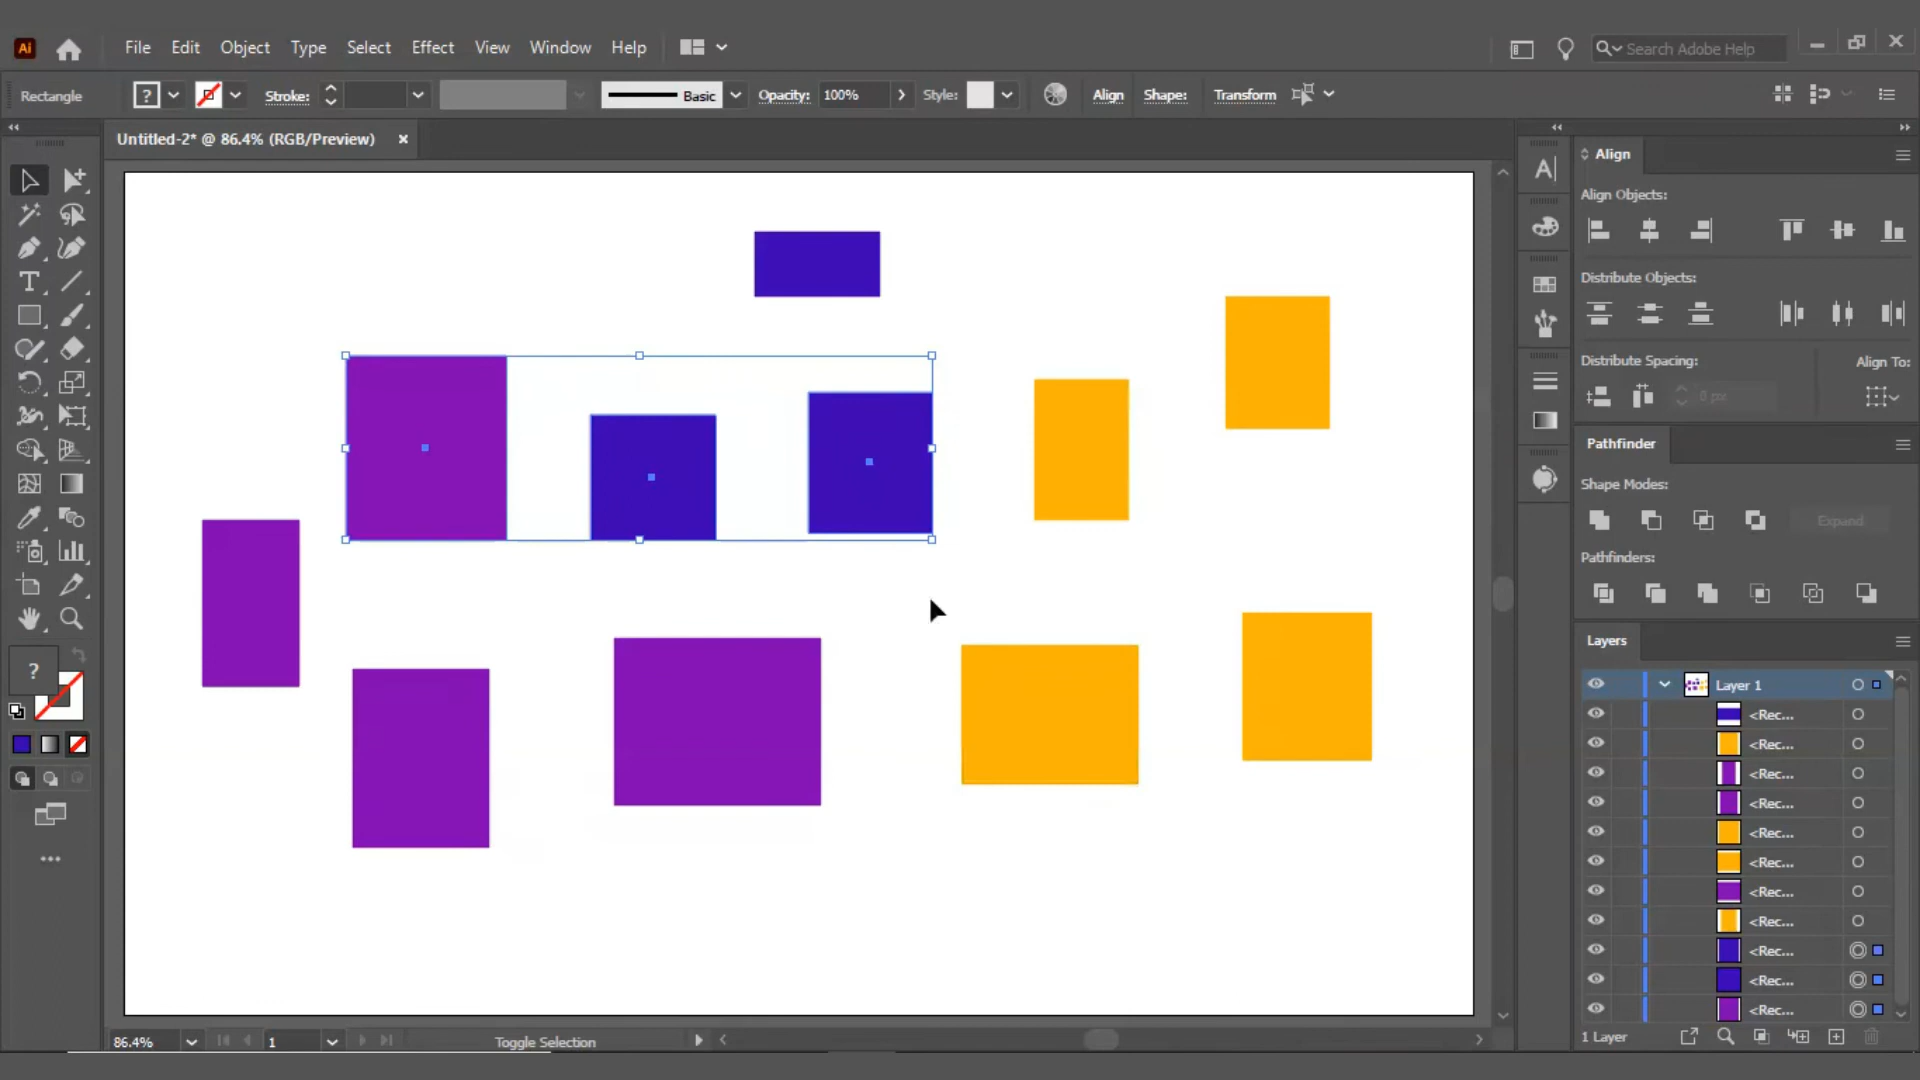 Ai File Edit Object Type Select Effect View Window Help Search Adobe Help
Rectangle ? Stroke: Basic Opacity: 100% Style: Align Shape: Transform
Untitled-2* @ 86.4% (RGB/Preview) ×
Align
Align Objects:
Distribute Objects:
Distribute Spacing: Align To:
0 px
Pathfinder
Shape Modes:
Expand
Pathfinders:
Layers
Layer 1
<Rec...
<Rec...
<Rec...
<Rec...
<Rec...
<Rec...
<Rec...
<Rec...
<Rec...
<Rec...
<Rec...
?
86.4% 1 Toggle Selection 1 Layer